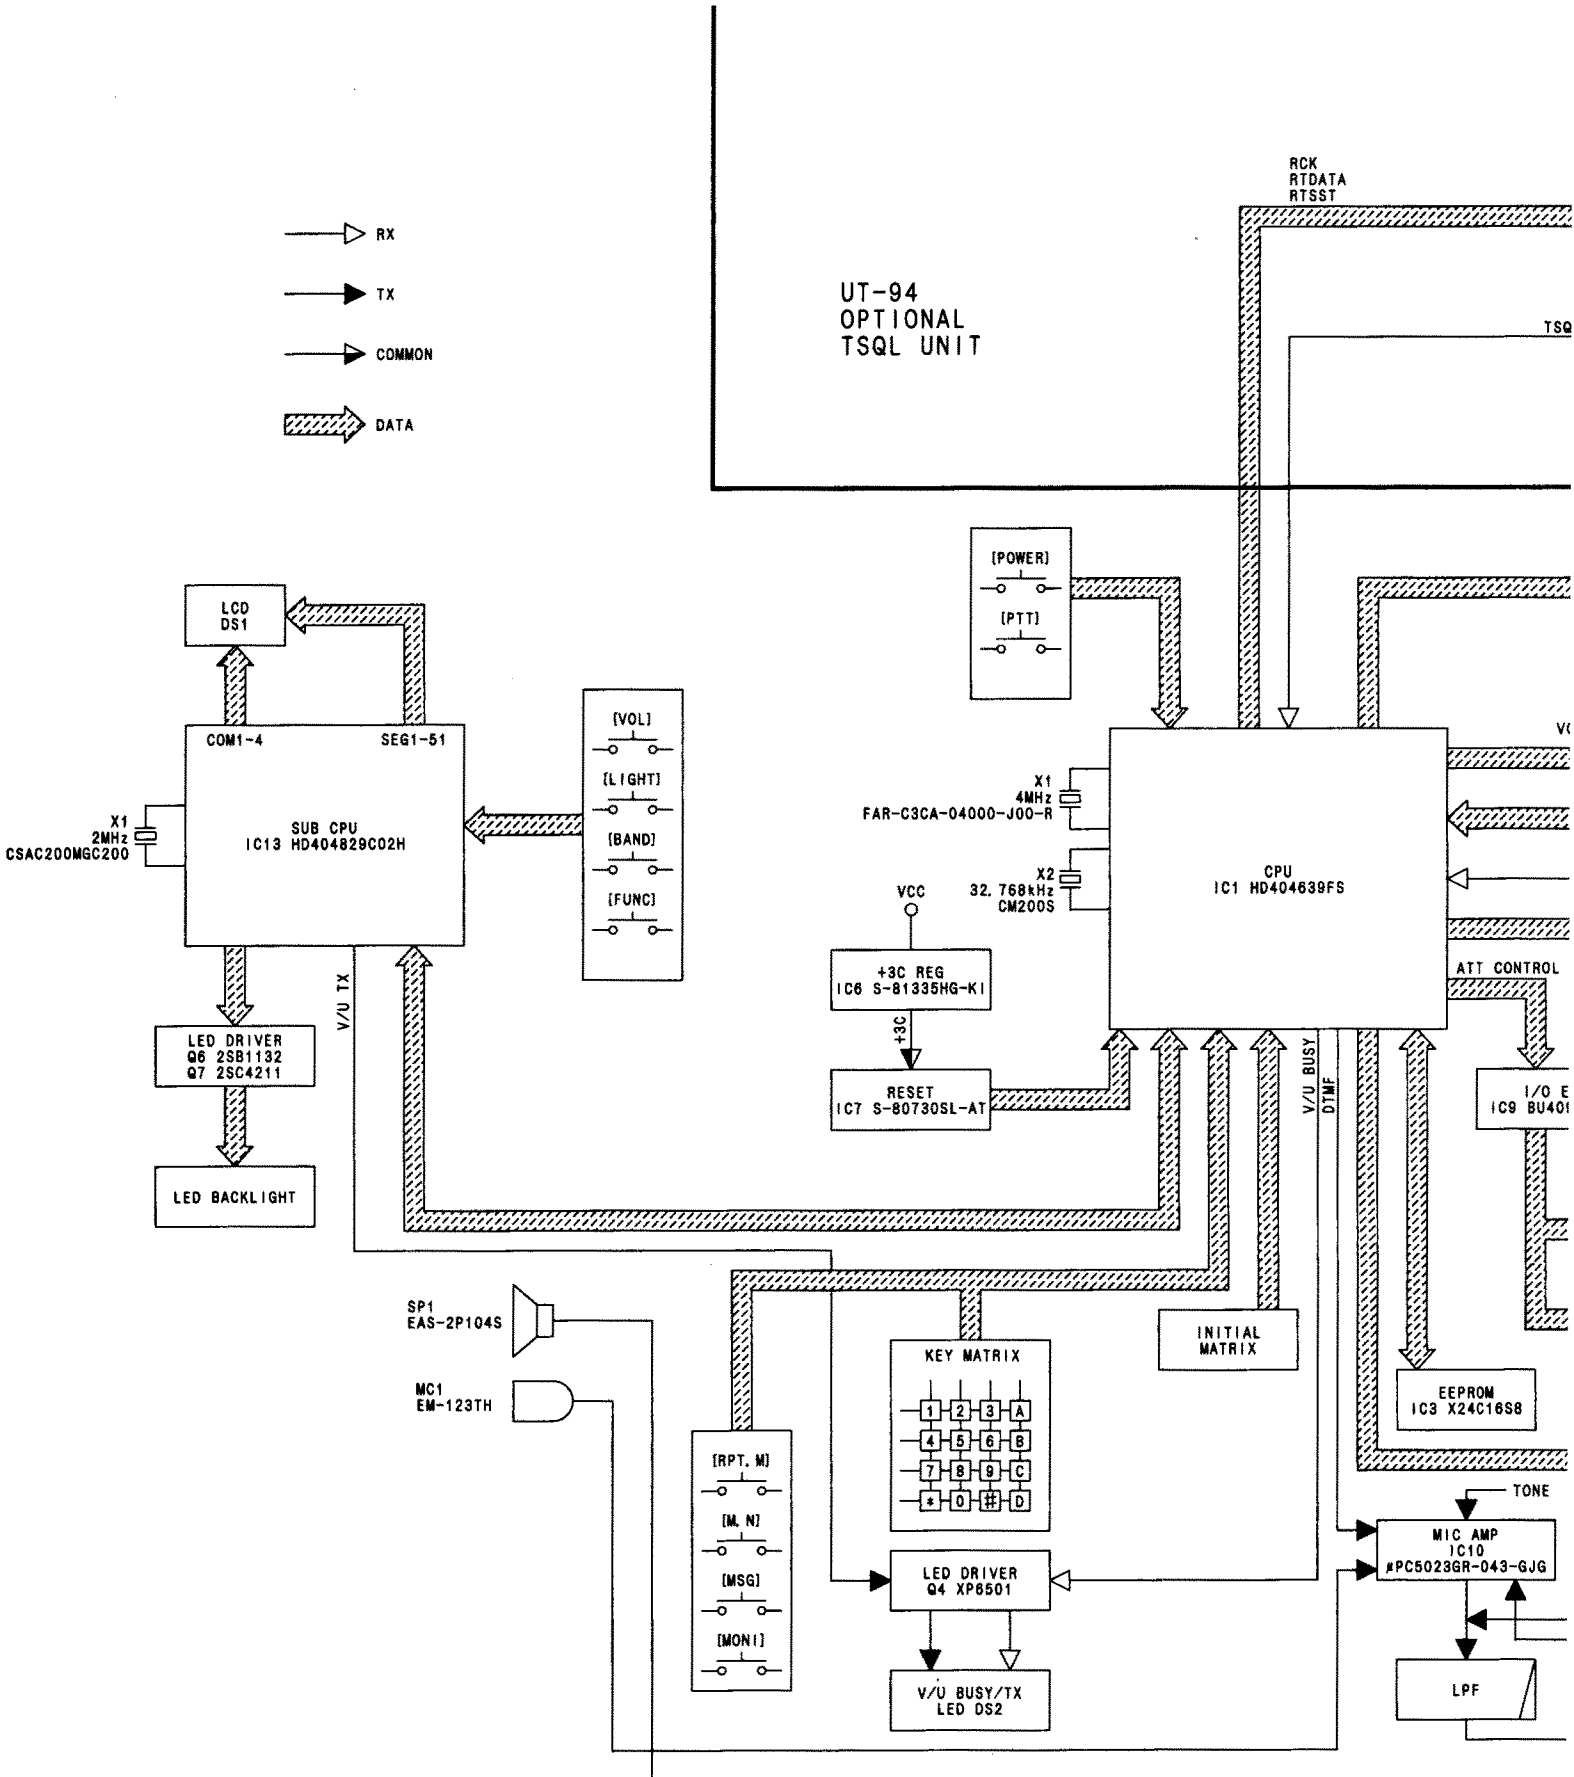 RCK
RTDATA
RTSST
RX
TX
COMMON
DATA
UT-94
OPTIONAL
TSQL UNIT
TSQ
[POWER]
[PTT]
LCD
DS1
COM1-4
SEG1-51
SUB CPU
IC13 HD404829C02H
X1
2MHz
CSAC200MGC200
[VOL]
[LIGHT]
[BAND]
[FUNC]
X1
4MHz
FAR-C3CA-04000-J00-R
X2
32.768kHz
CM200S
CPU
IC1 HD404639FS
VCC
+3C REG
IC6 S-81335HG-KI
+3C
RESET
IC7 S-80730SL-AT
ATT CONTROL
I/O E
V/U TX
LED DRIVER
Q6 2SB1132
Q7 2SC4211
LED BACKLIGHT
V/U BUSY
DTMF
SP1
EAS-2P104S
MC1
EM-123TH
INITIAL
MATRIX
KEY MATRIX
1 2 3 A
4 5 6 B
7 8 9 C
* 0 # D
EEPROM
IC3 X24C16S8
[RPT.M]
[M.N]
[MSG]
[MONI]
TONE
MIC AMP
IC10
μPC5023GR-043-GJG
LED DRIVER
Q4 XP6501
V/U BUSY/TX
LED DS2
LPF